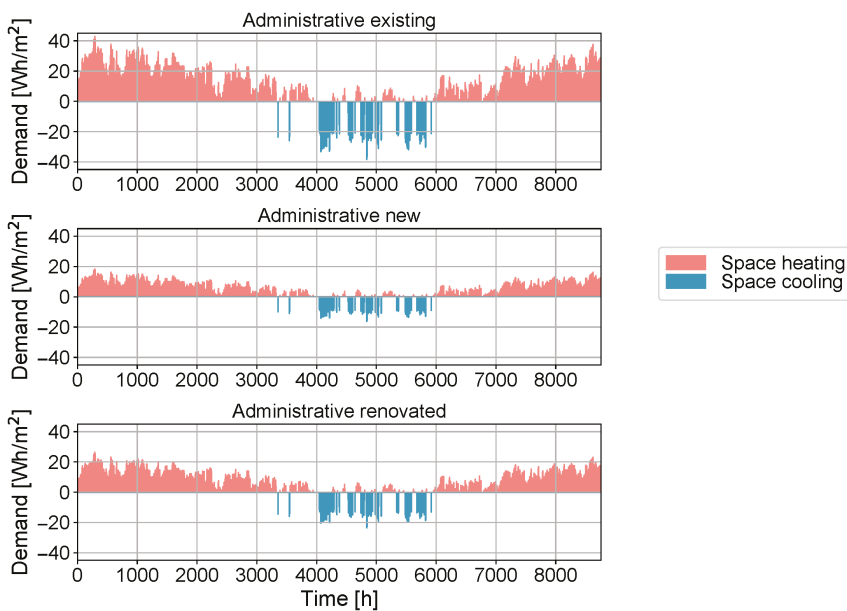 Administrative existing
Demand [Wh/m²]
40
20
0
−20
−40
0 1000 2000 3000 4000 5000 6000 7000 8000
Administrative new
Demand [Wh/m²]
40
20
0
−20
−40
0 1000 2000 3000 4000 5000 6000 7000 8000
Space heating
Space cooling
Administrative renovated
Demand [Wh/m²]
40
20
0
−20
−40
0 1000 2000 3000 4000 5000 6000 7000 8000
Time [h]